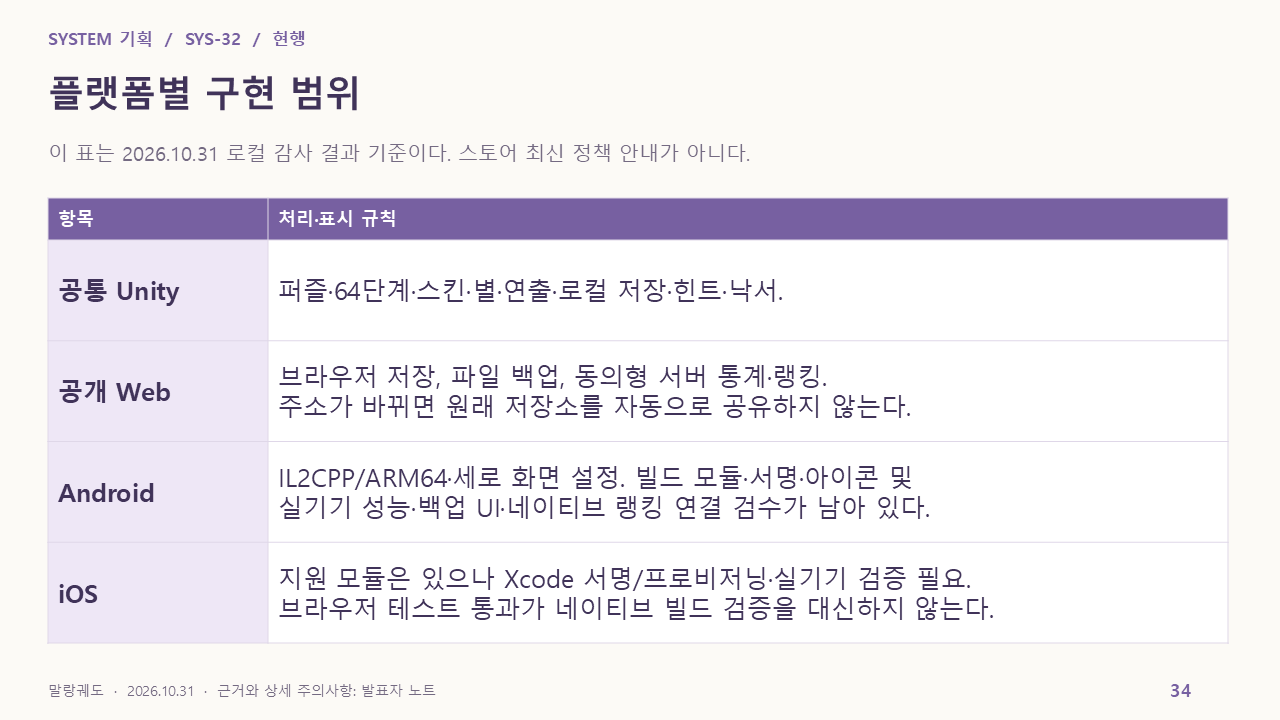 SYSTEM 기획 / SYS-32 / 현행
플랫폼별 구현 범위
이 표는 2026.10.31 로컬 감사 결과 기준이다. 스토어 최신 정책 안내가 아니다.
항목 처리·표시 규칙
공통 Unity 퍼즐·64단계·스킨·별·연출·로컬 저장·힌트·낙서.
공개 Web 브라우저 저장, 파일 백업, 동의형 서버 통계·랭킹.
주소가 바뀌면 원래 저장소를 자동으로 공유하지 않는다.
Android IL2CPP/ARM64·세로 화면 설정. 빌드 모듈·서명·아이콘 및
실기기 성능·백업 UI·네이티브 랭킹 연결 검수가 남아 있다.
iOS 지원 모듈은 있으나 Xcode 서명/프로비저닝·실기기 검증 필요.
브라우저 테스트 통과가 네이티브 빌드 검증을 대신하지 않는다.
말랑궤도 · 2026.10.31 · 근거와 상세 주의사항: 발표자 노트 34